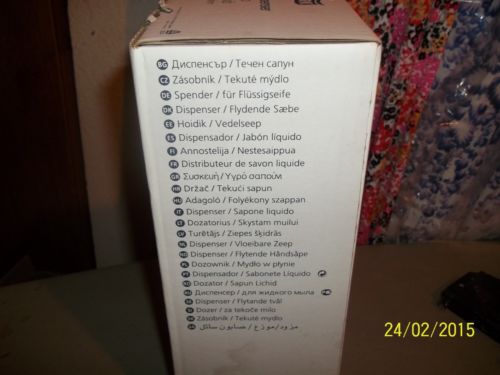 BG Диспенсър / Течен сапун
CZ Zásobník / Tekuté mýdlo
DE Spender / für Flüssigseife
DK Dispenser / Flydende Sæbe
EE Hoidik / Vedelseep
ES Dispensador / Jabón líquido
FI Annostelija / Nestesaippua
FR Distributeur de savon liquide
GR Συσκευή / Υγρό σαπούμ
HR Držač / Tekući sapun
HU Adagoló / Folyékony szappan
IT Dispenser / Sapone liquido
LT Dozatorius / Skystam muilui
LV Turētājs / Ziepes šķidrās
NL Dispenser / Vloeibare Zeep
NO Dispenser / Flytende Håndsåpe
PL Dozownik / Mydło w płynie
PT Dispensador / Sabonete Líquido
RO Dozator / Sapun Lichid
RU Диспенсер / для жидкого мыла
SE Dispenser / Flytande tvål
SI Dozer / za tekoče milo
SK Zásobník / Tekuté mydlo
مزود/موزع / صابون سائل
24/02/2015